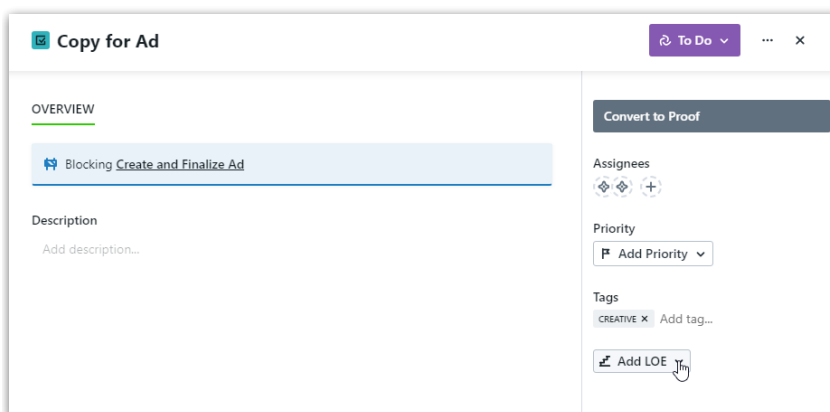 Copy for Ad
To Do
OVERVIEW
Convert to Proof
Blocking Create and Finalize Ad
Assignees
Description
Add description...
Priority
Add Priority
Tags
CREATIVE
Add tag...
Add LOE